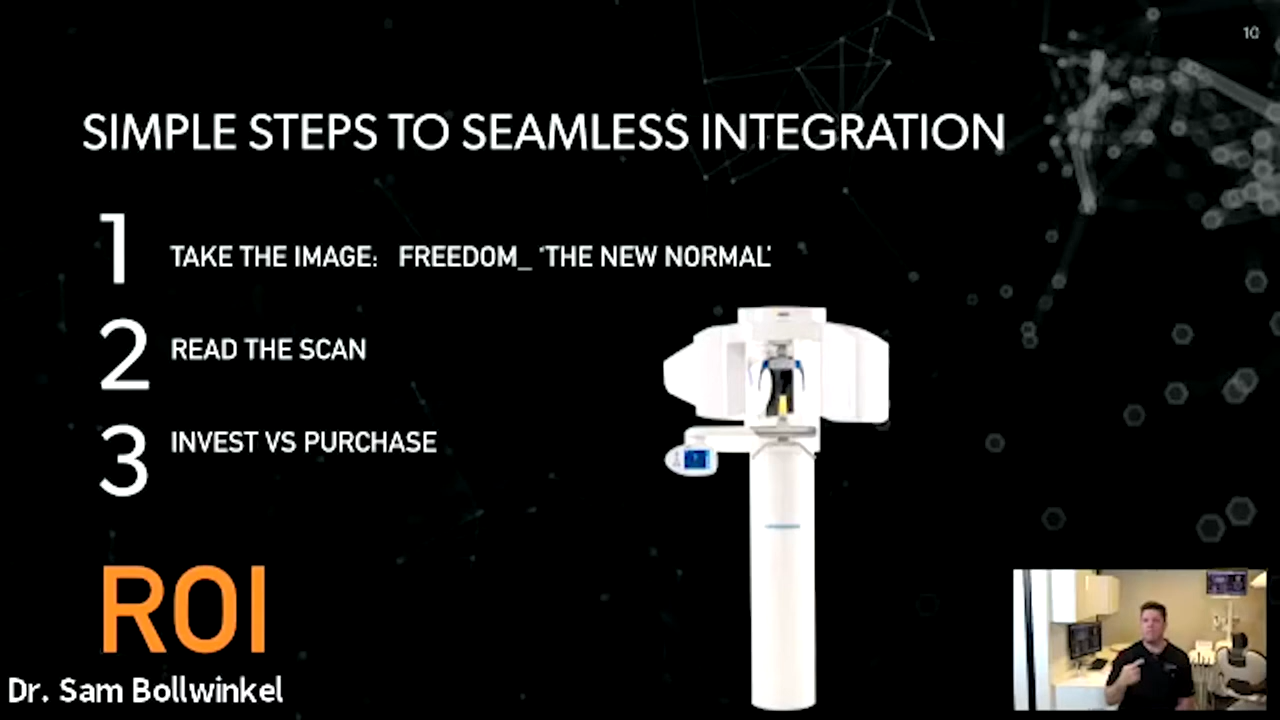 10
SIMPLE STEPS TO SEAMLESS INTEGRATION
1 TAKE THE IMAGE: FREEDOM_ 'THE NEW NORMAL'
2 READ THE SCAN
3 INVEST VS PURCHASE
ROI
Dr. Sam Bollwinkel